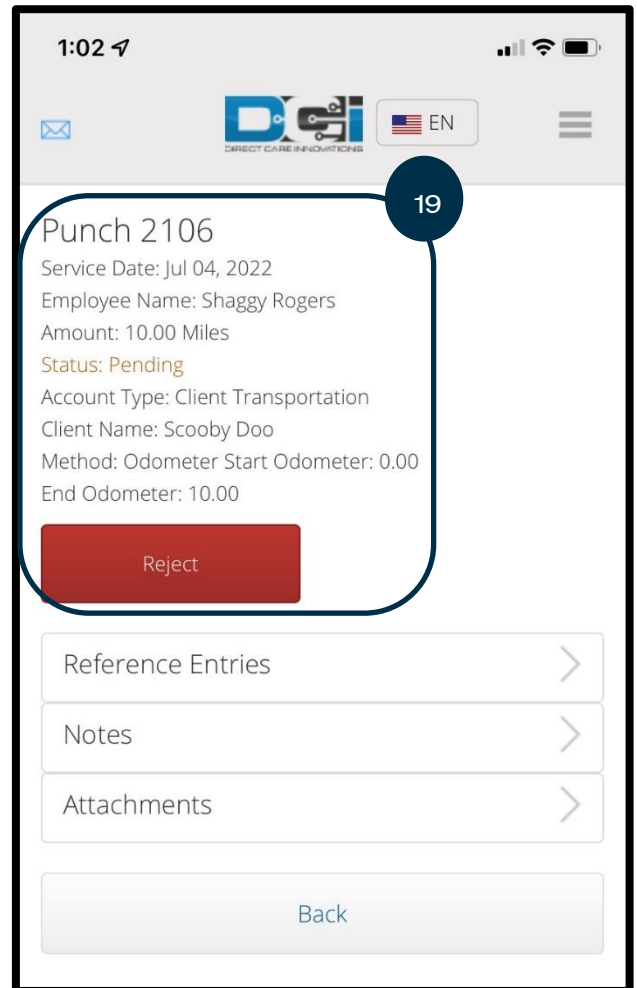 1:02
DCi
DIRECT CARE INNOVATIONS
EN
19
Punch 2106
Service Date: Jul 04, 2022
Employee Name: Shaggy Rogers
Amount: 10.00 Miles
Status: Pending
Account Type: Client Transportation
Client Name: Scooby Doo
Method: Odometer Start Odometer: 0.00
End Odometer: 10.00
Reject
Reference Entries
Notes
Attachments
Back